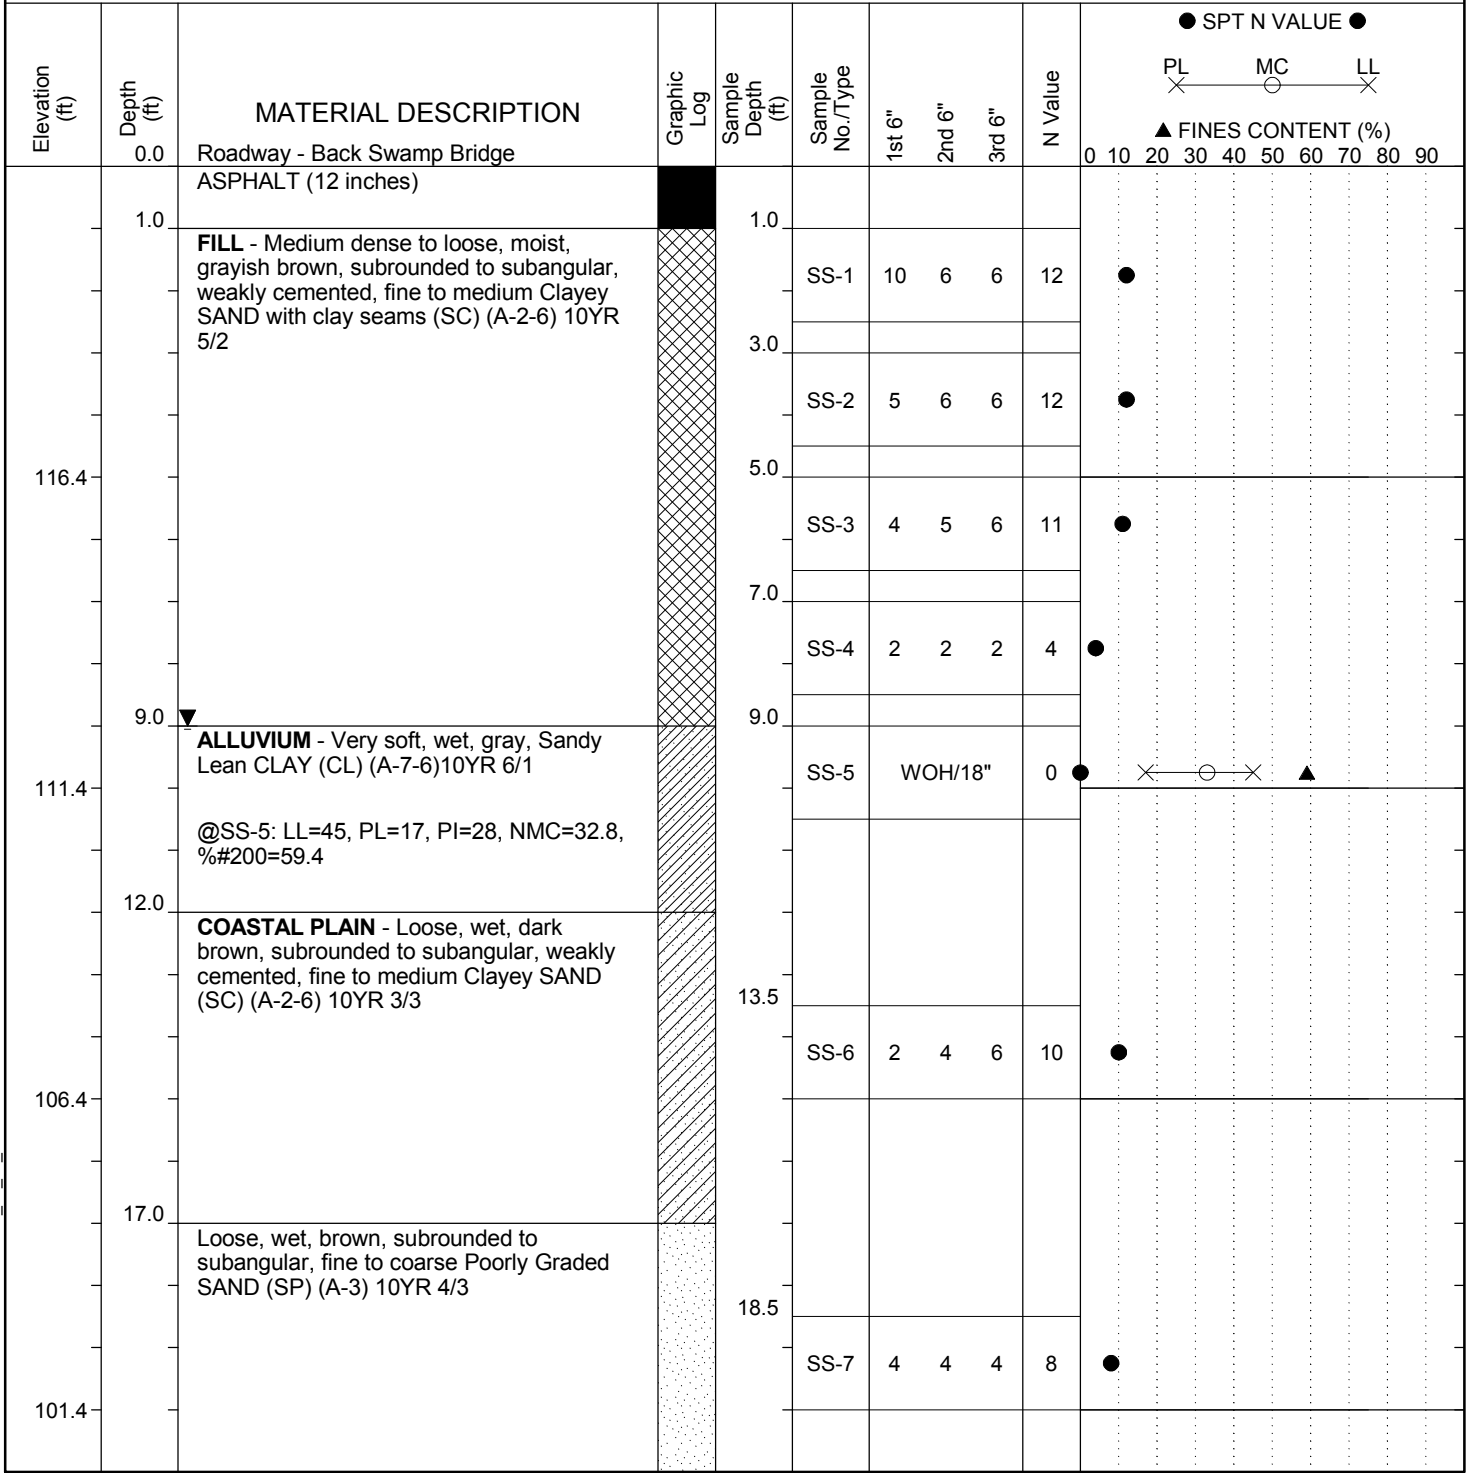 ● SPT N VALUE ●
PL MC LL
▲ FINES CONTENT (%)
0 10 20 30 40 50 60 70 80 90
Elevation (ft)
Depth (ft)
MATERIAL DESCRIPTION
Graphic Log
Sample Depth (ft)
Sample No./Type
1st 6"
2nd 6"
3rd 6"
N Value
0.0 Roadway - Back Swamp Bridge
ASPHALT (12 inches)
1.0 1.0
FILL - Medium dense to loose, moist,
grayish brown, subrounded to subangular,
weakly cemented, fine to medium Clayey
SAND with clay seams (SC) (A-2-6) 10YR
5/2
SS-1 10 6 6 12
3.0
SS-2 5 6 6 12
116.4 5.0
SS-3 4 5 6 11
7.0
SS-4 2 2 2 4
9.0 9.0
ALLUVIUM - Very soft, wet, gray, Sandy
Lean CLAY (CL) (A-7-6)10YR 6/1
SS-5 WOH/18" 0
111.4
@SS-5: LL=45, PL=17, PI=28, NMC=32.8,
%#200=59.4
12.0
COASTAL PLAIN - Loose, wet, dark
brown, subrounded to subangular, weakly
cemented, fine to medium Clayey SAND
(SC) (A-2-6) 10YR 3/3
13.5
SS-6 2 4 6 10
106.4
17.0
Loose, wet, brown, subrounded to
subangular, fine to coarse Poorly Graded
SAND (SP) (A-3) 10YR 4/3
18.5
SS-7 4 4 4 8
101.4